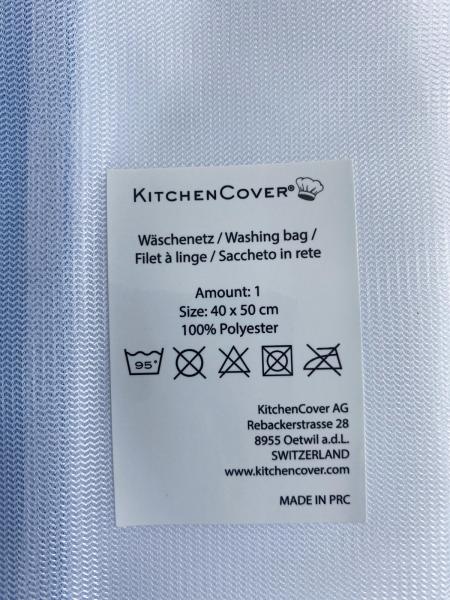 KITCHENCOVER®
Wäschenetz / Washing bag /
Filet à linge / Saccheto in rete
Amount: 1
Size: 40 x 50 cm
100% Polyester
95°
KitchenCover AG
Rebackerstrasse 28
8955 Oetwil a.d.L.
SWITZERLAND
www.kitchencover.com
MADE IN PRC